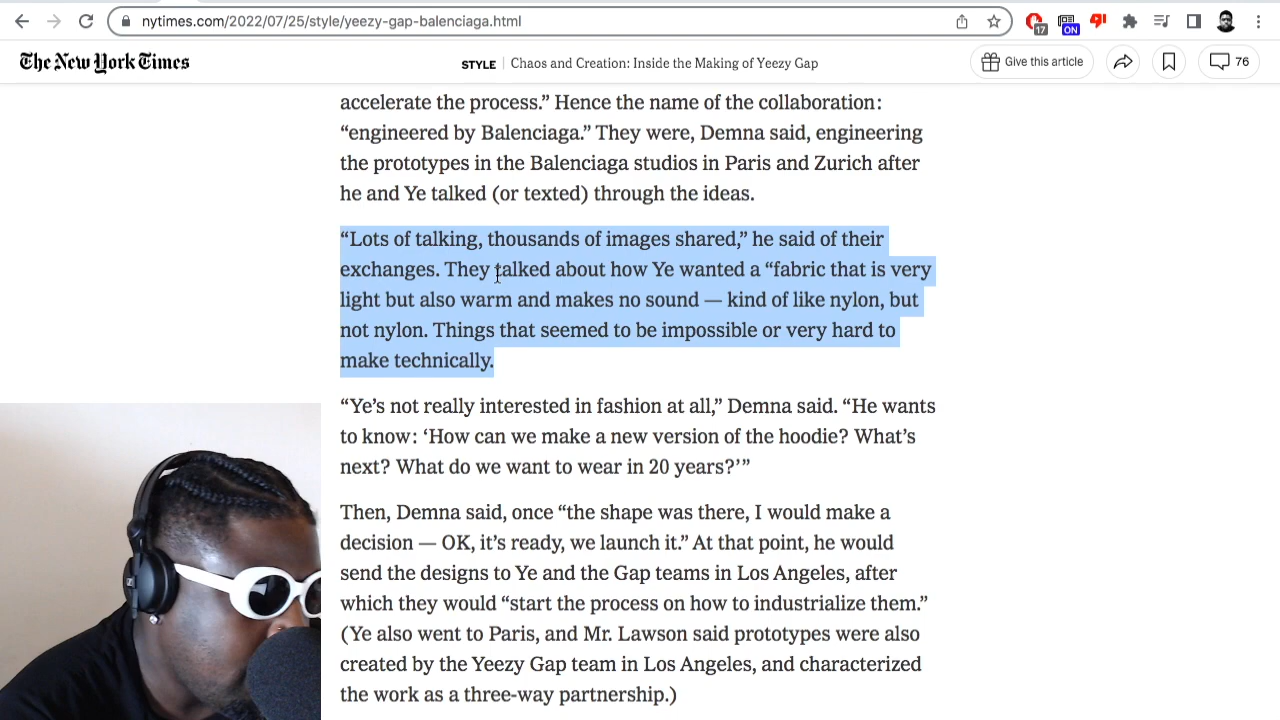 nytimes.com/2022/07/25/style/yeezy-gap-balenciaga.html
17
ON
The New York Times
STYLE | Chaos and Creation: Inside the Making of Yeezy Gap
Give this article
76
accelerate the process.” Hence the name of the collaboration:
“engineered by Balenciaga.” They were, Demna said, engineering
the prototypes in the Balenciaga studios in Paris and Zurich after
he and Ye talked (or texted) through the ideas.
“Lots of talking, thousands of images shared,” he said of their
exchanges. They talked about how Ye wanted a “fabric that is very
light but also warm and makes no sound — kind of like nylon, but
not nylon. Things that seemed to be impossible or very hard to
make technically.
“Ye’s not really interested in fashion at all,” Demna said. “He wants
to know: ‘How can we make a new version of the hoodie? What’s
next? What do we want to wear in 20 years?’”
Then, Demna said, once “the shape was there, I would make a
decision — OK, it’s ready, we launch it.” At that point, he would
send the designs to Ye and the Gap teams in Los Angeles, after
which they would “start the process on how to industrialize them.”
(Ye also went to Paris, and Mr. Lawson said prototypes were also
created by the Yeezy Gap team in Los Angeles, and characterized
the work as a three-way partnership.)